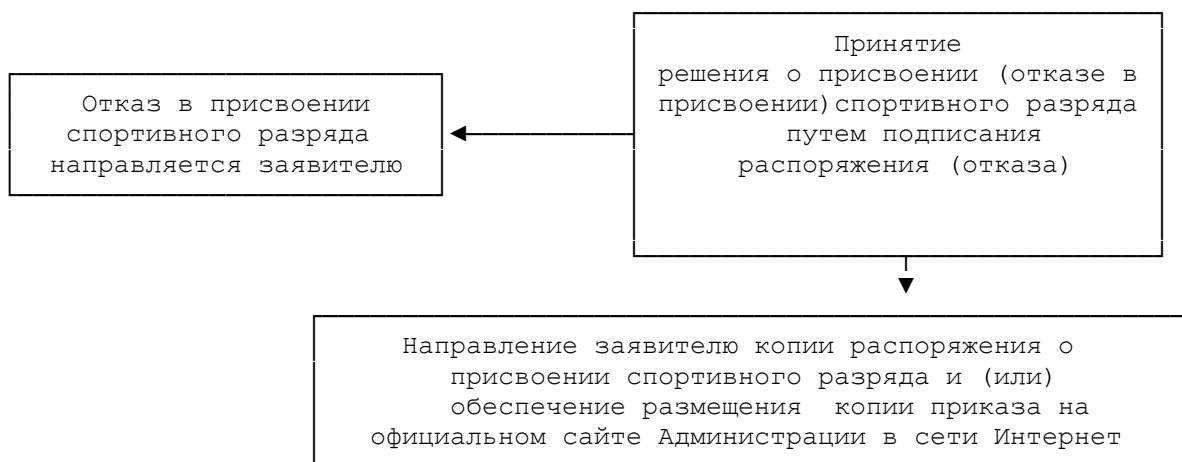 Принятие
решения о присвоении (отказе в
присвоении)спортивного разряда
путем подписания
распоряжения (отказа)
Отказ в присвоении
спортивного разряда
направляется заявителю
Направление заявителю копии распоряжения о
присвоении спортивного разряда и (или)
обеспечение размещения копии приказа на
официальном сайте Администрации в сети Интернет